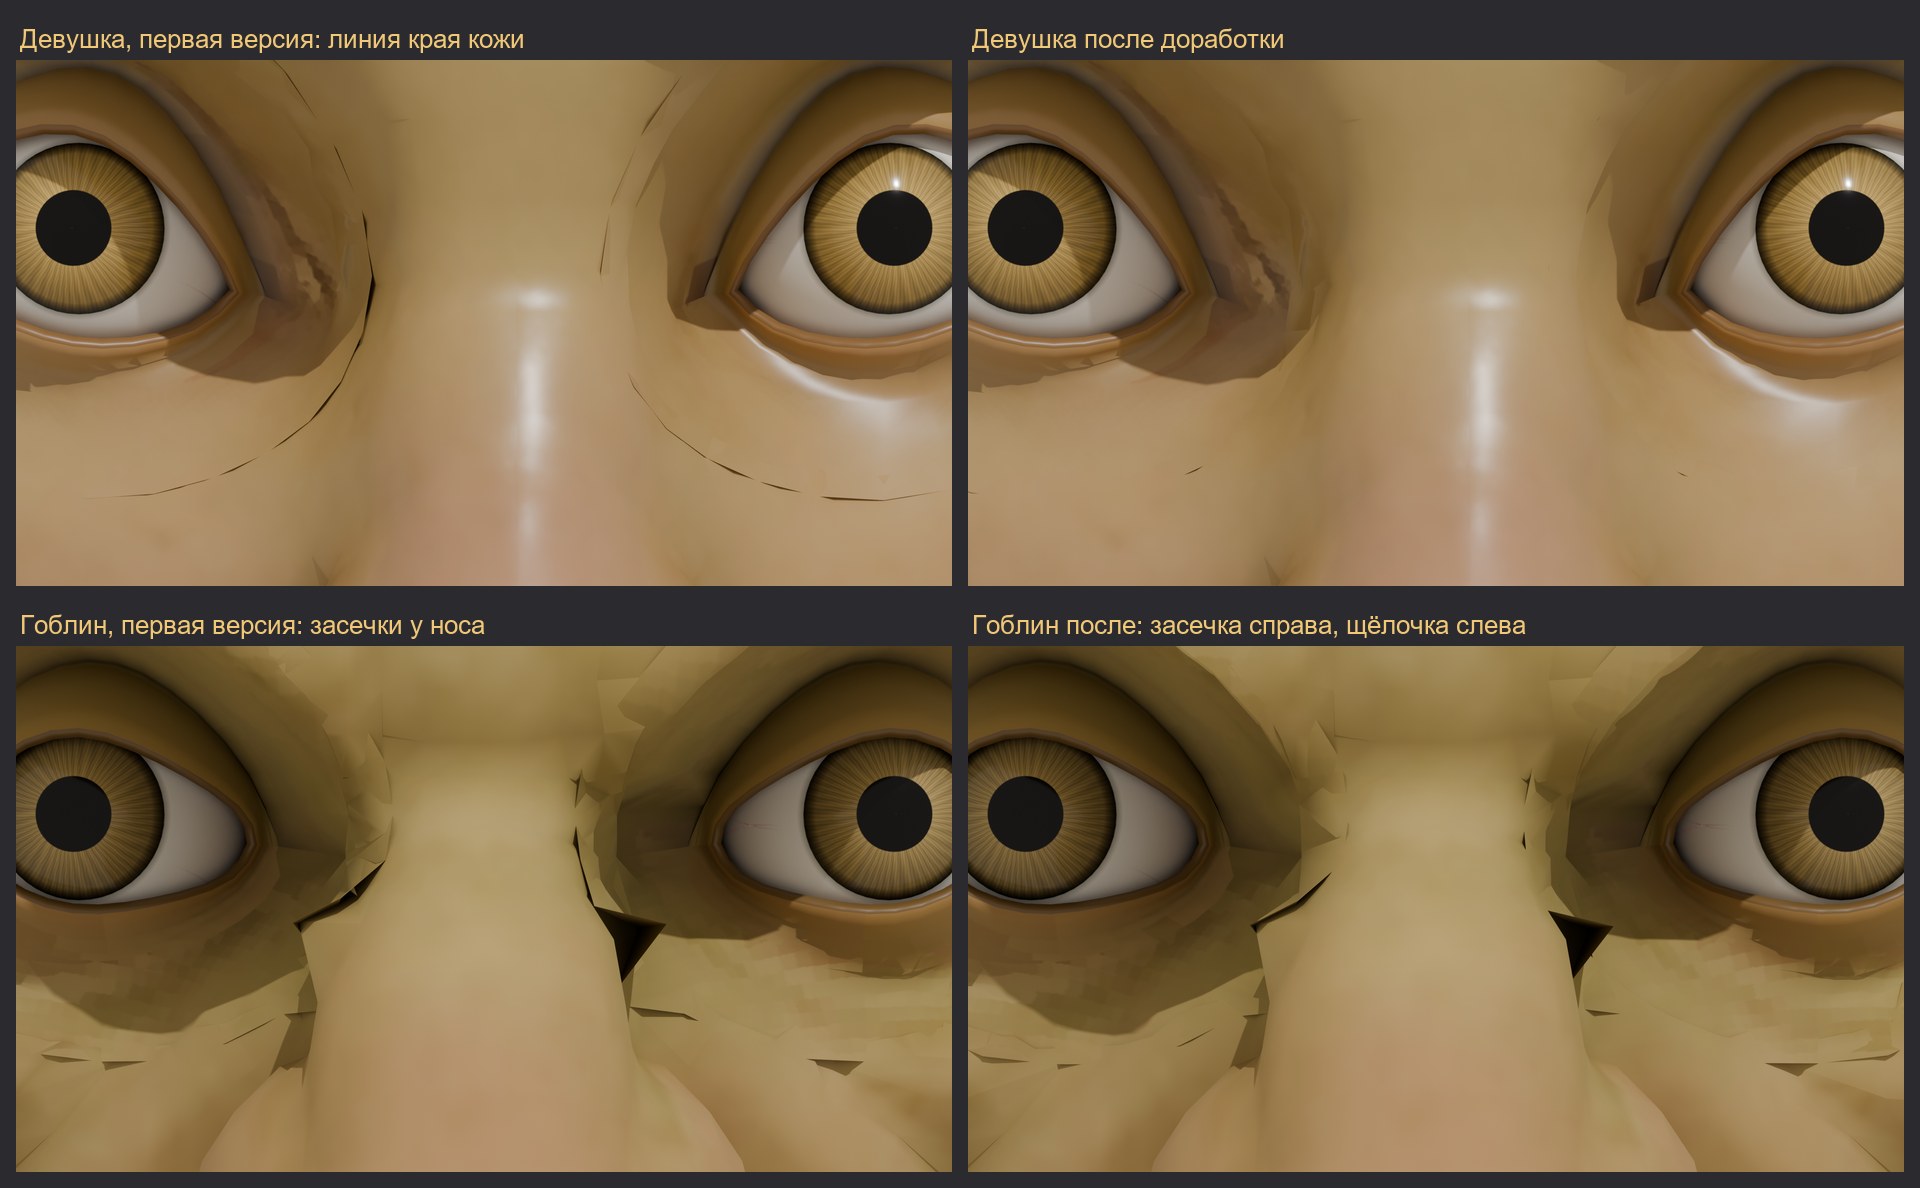 Девушка, первая версия: линия края кожи
Девушка после доработки
Гоблин, первая версия: засечки у носа
Гоблин после: засечка справа, щёлочка слева